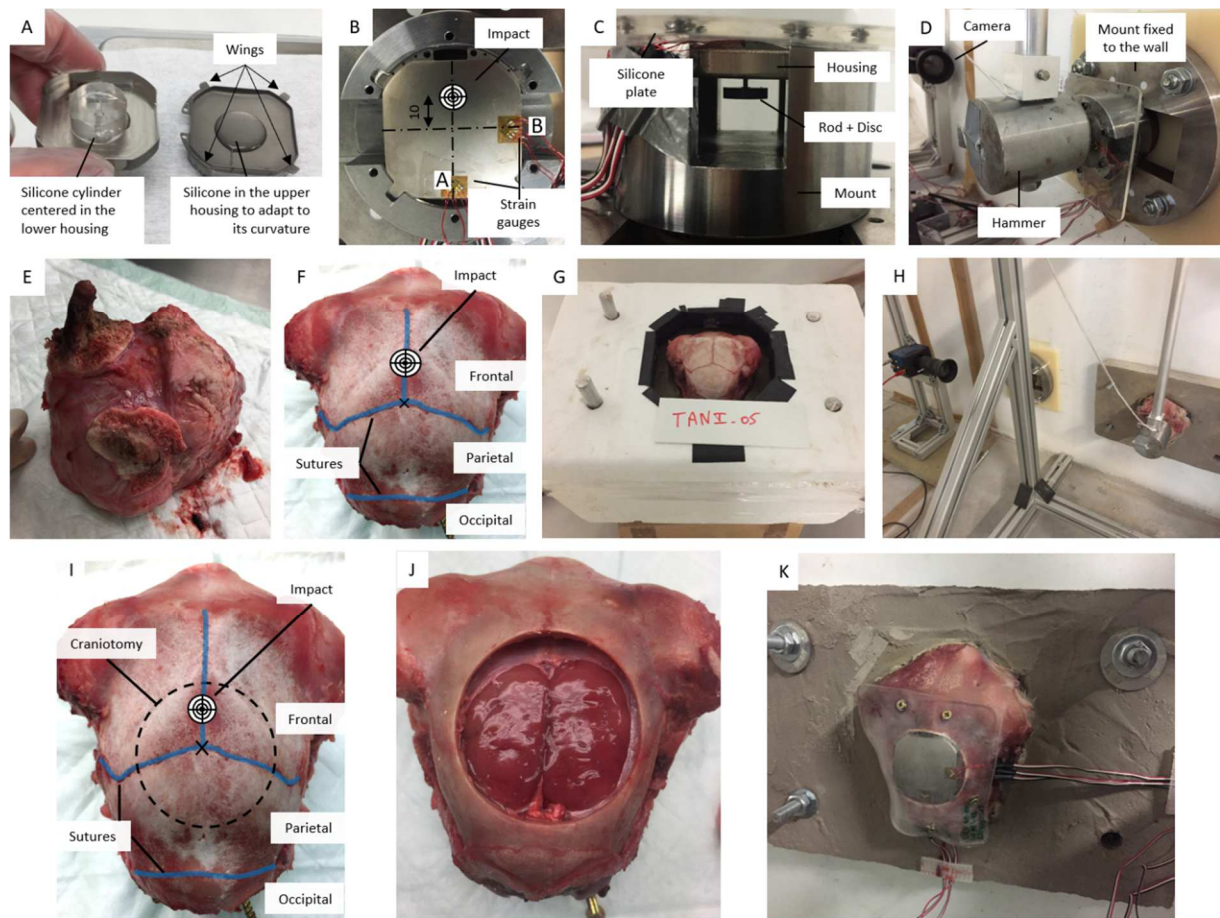 A
Wings
Silicone cylinder
centered in the
lower housing
Silicone in the upper
housing to adapt to
its curvature
B
Impact
10
B
A
Strain
gauges
C
Silicone
plate
Housing
Rod + Disc
Mount
D
Camera
Mount fixed
to the wall
Hammer
E
F
Impact
Frontal
Sutures
Parietal
Occipital
G
TANI_05
H
I
Impact
Craniotomy
Frontal
Parietal
Sutures
Occipital
J
K